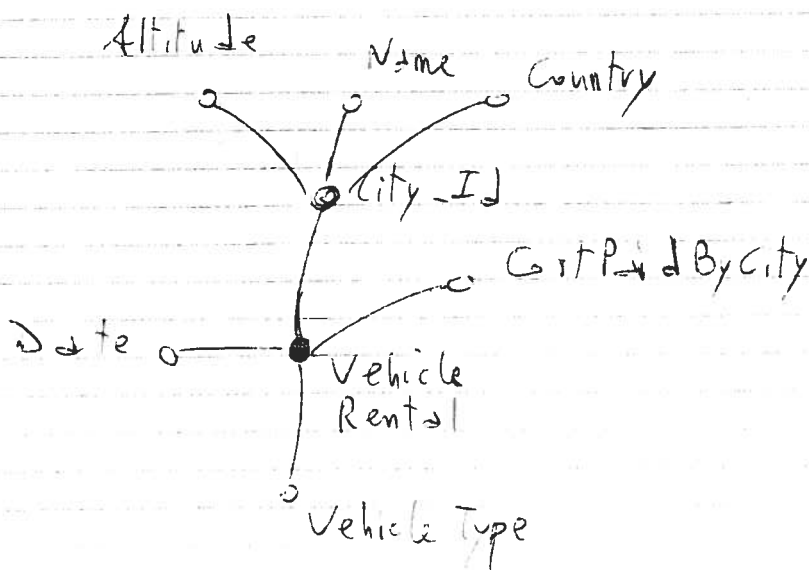 Altitude
Name
Country
City_Id
CostPaidByCity
Date
Vehicle
Rental
Vehicle Type